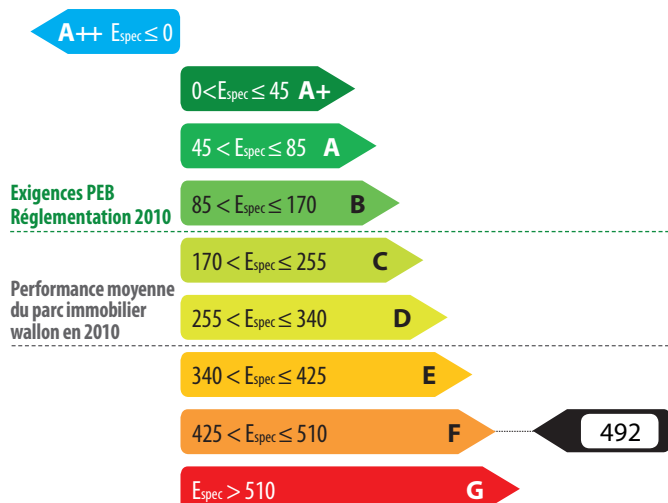 A++ Espec ≤ 0
0<Espec ≤ 45 A+
45 < Espec ≤ 85 A
Exigences PEB
Réglementation 2010
85 < Espec ≤ 170 B
170 < Espec ≤ 255 C
Performance moyenne
du parc immobilier
wallon en 2010
255 < Espec ≤ 340 D
340 < Espec ≤ 425 E
425 < Espec ≤ 510 F
492
Espec > 510 G